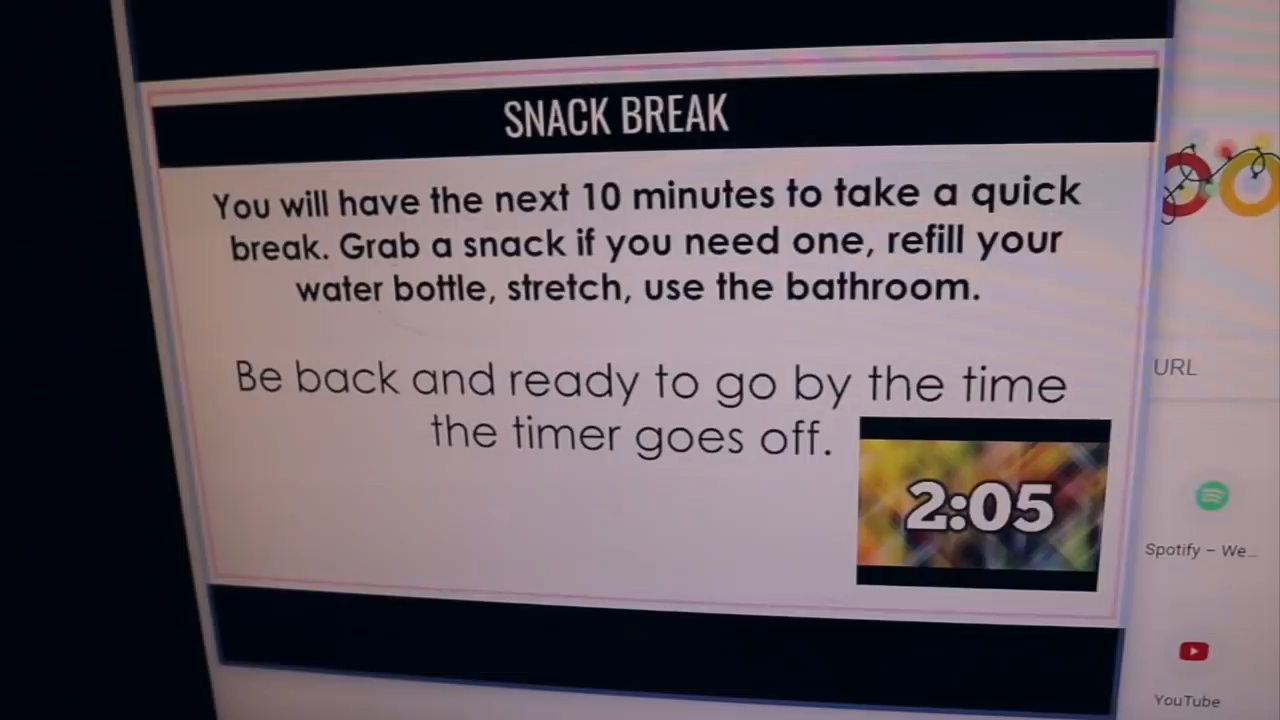 SNACK BREAK
You will have the next 10 minutes to take a quick
break. Grab a snack if you need one, refill your
water bottle, stretch, use the bathroom.
Be back and ready to go by the time
the timer goes off.
2:05
URL
Spotify – We...
YouTube